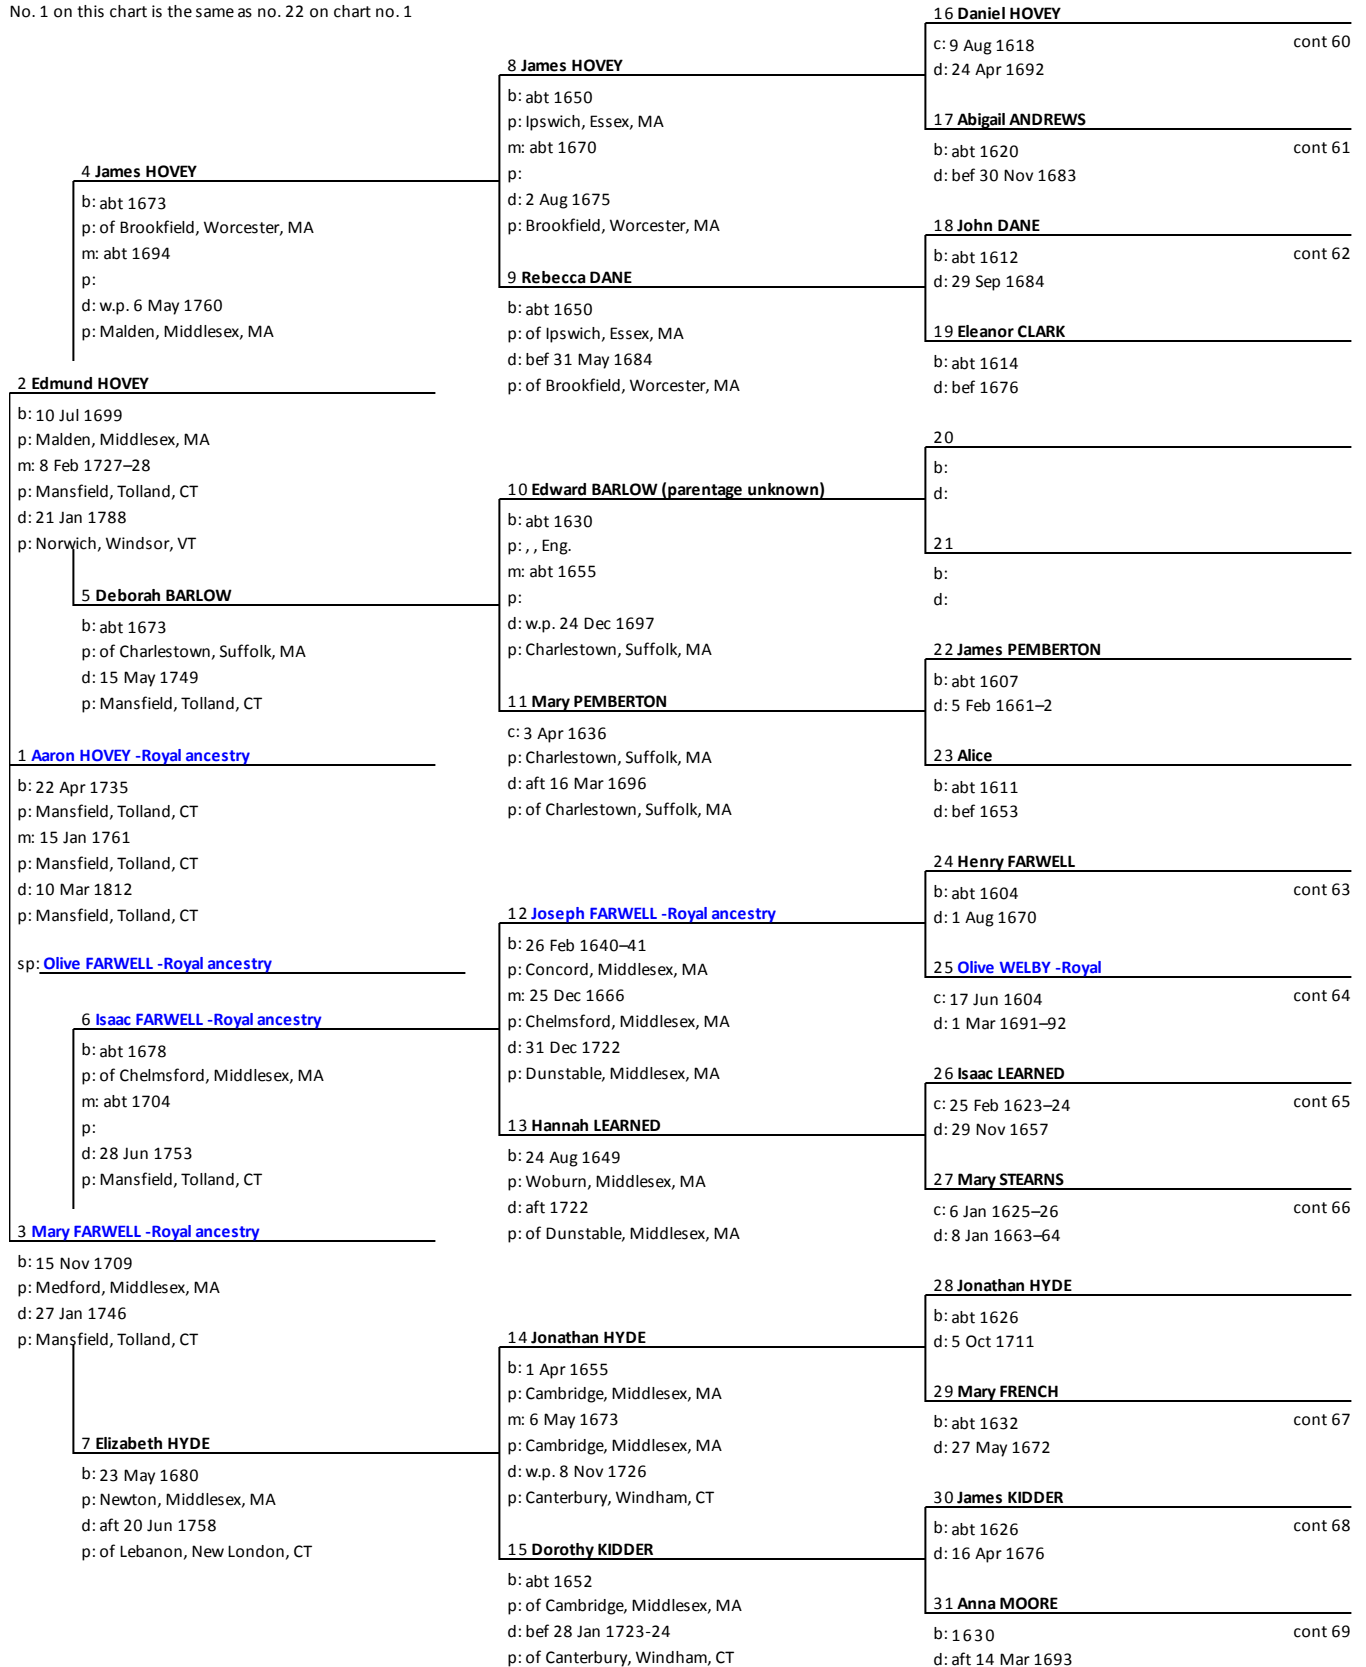 No. 1 on this chart is the same as no. 22 on chart no. 1
16 Daniel HOVEY
c: 9 Aug 1618 cont 60
d: 24 Apr 1692
8 James HOVEY
b: abt 1650
p: Ipswich, Essex, MA
m: abt 1670
p:
d: 2 Aug 1675
p: Brookfield, Worcester, MA
17 Abigail ANDREWS
b: abt 1620 cont 61
d: bef 30 Nov 1683
4 James HOVEY
b: abt 1673
p: of Brookfield, Worcester, MA
m: abt 1694
p:
d: w.p. 6 May 1760
p: Malden, Middlesex, MA
18 John DANE
b: abt 1612 cont 62
d: 29 Sep 1684
9 Rebecca DANE
b: abt 1650
p: of Ipswich, Essex, MA
d: bef 31 May 1684
p: of Brookfield, Worcester, MA
19 Eleanor CLARK
b: abt 1614
d: bef 1676
2 Edmund HOVEY
b: 10 Jul 1699
p: Malden, Middlesex, MA
m: 8 Feb 1727–28
p: Mansfield, Tolland, CT
d: 21 Jan 1788
p: Norwich, Windsor, VT
20
b:
d:
10 Edward BARLOW (parentage unknown)
b: abt 1630
p: , , Eng.
m: abt 1655
p:
d: w.p. 24 Dec 1697
p: Charlestown, Suffolk, MA
21
b:
d:
5 Deborah BARLOW
b: abt 1673
p: of Charlestown, Suffolk, MA
d: 15 May 1749
p: Mansfield, Tolland, CT
22 James PEMBERTON
b: abt 1607
d: 5 Feb 1661–2
11 Mary PEMBERTON
c: 3 Apr 1636
p: Charlestown, Suffolk, MA
d: aft 16 Mar 1696
p: of Charlestown, Suffolk, MA
23 Alice
b: abt 1611
d: bef 1653
1 Aaron HOVEY -Royal ancestry
b: 22 Apr 1735
p: Mansfield, Tolland, CT
m: 15 Jan 1761
p: Mansfield, Tolland, CT
d: 10 Mar 1812
p: Mansfield, Tolland, CT
sp: Olive FARWELL -Royal ancestry
24 Henry FARWELL
b: abt 1604 cont 63
d: 1 Aug 1670
12 Joseph FARWELL -Royal ancestry
b: 26 Feb 1640–41
p: Concord, Middlesex, MA
m: 25 Dec 1666
p: Chelmsford, Middlesex, MA
d: 31 Dec 1722
p: Dunstable, Middlesex, MA
25 Olive WELBY -Royal
c: 17 Jun 1604 cont 64
d: 1 Mar 1691–92
6 Isaac FARWELL -Royal ancestry
b: abt 1678
p: of Chelmsford, Middlesex, MA
m: abt 1704
p:
d: 28 Jun 1753
p: Mansfield, Tolland, CT
26 Isaac LEARNED
c: 25 Feb 1623–24 cont 65
d: 29 Nov 1657
13 Hannah LEARNED
b: 24 Aug 1649
p: Woburn, Middlesex, MA
d: aft 1722
p: of Dunstable, Middlesex, MA
27 Mary STEARNS
c: 6 Jan 1625–26 cont 66
d: 8 Jan 1663–64
3 Mary FARWELL -Royal ancestry
b: 15 Nov 1709
p: Medford, Middlesex, MA
d: 27 Jan 1746
p: Mansfield, Tolland, CT
28 Jonathan HYDE
b: abt 1626
d: 5 Oct 1711
14 Jonathan HYDE
b: 1 Apr 1655
p: Cambridge, Middlesex, MA
m: 6 May 1673
p: Cambridge, Middlesex, MA
d: w.p. 8 Nov 1726
p: Canterbury, Windham, CT
29 Mary FRENCH
b: abt 1632 cont 67
d: 27 May 1672
7 Elizabeth HYDE
b: 23 May 1680
p: Newton, Middlesex, MA
d: aft 20 Jun 1758
p: of Lebanon, New London, CT
30 James KIDDER
b: abt 1626 cont 68
d: 16 Apr 1676
15 Dorothy KIDDER
b: abt 1652
p: of Cambridge, Middlesex, MA
d: bef 28 Jan 1723-24
p: of Canterbury, Windham, CT
31 Anna MOORE
b: 1630 cont 69
d: aft 14 Mar 1693